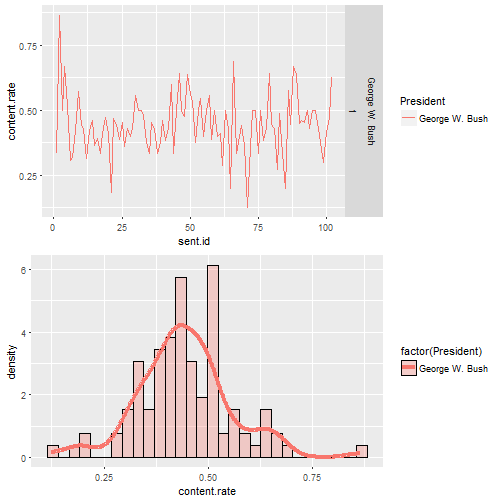 content.rate
0.75
0.50
0.25
0
25
50
75
100
sent.id
George W. Bush
1
President
George W. Bush
density
6
4
2
0
0.25
0.50
0.75
content.rate
factor(President)
George W. Bush